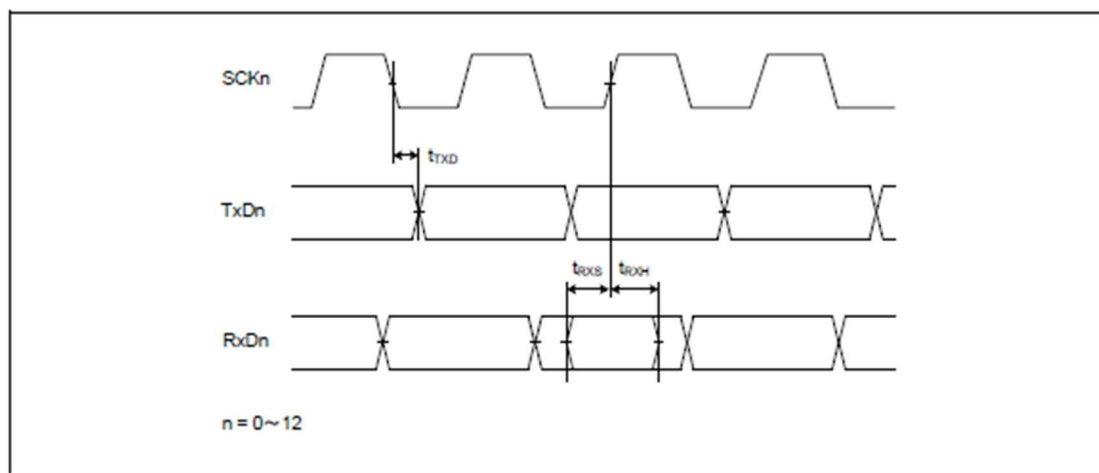 SCKn
tTXD
TxDn
tRXS tRXH
RxDn
n = 0～12